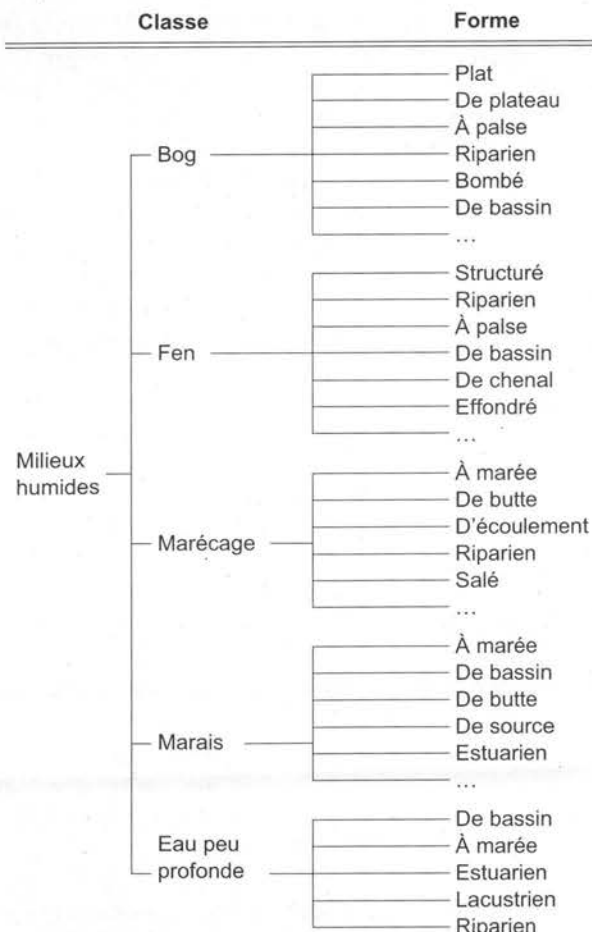 Classe Forme
Plat
De plateau
À palse
Bog Riparien
Bombé
De bassin
...
Structuré
Riparien
À palse
Fen De bassin
De chenal
Effondré
...
Milieux
humides
À marée
De butte
D'écoulement
Marécage Riparien
Salé
...
À marée
De bassin
De butte
De source
Marais Estuarien
...
De bassin
À marée
Eau peu
profonde Estuarien
Lacustrien
Riparien